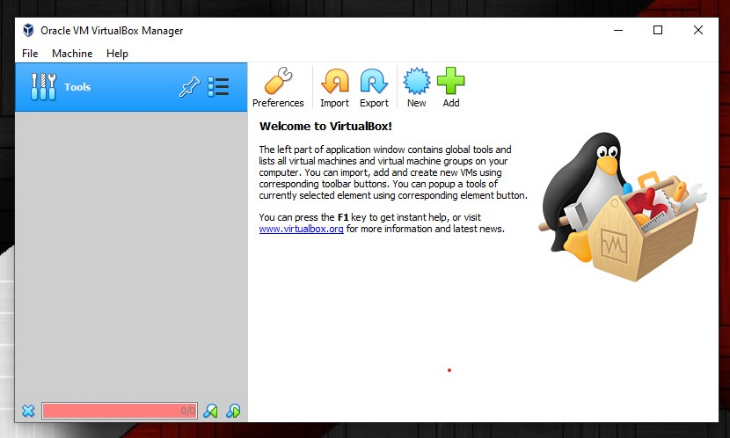 Oracle VM VirtualBox Manager
File Machine Help
Tools
Preferences Import Export New Add
Welcome to VirtualBox!
The left part of application window contains global tools and
lists all virtual machines and virtual machine groups on your
computer. You can import, add and create new VMs using
corresponding toolbar buttons. You can popup a tools of
currently selected element using corresponding element button.
You can press the F1 key to get instant help, or visit
www.virtualbox.org for more information and latest news.
0/0